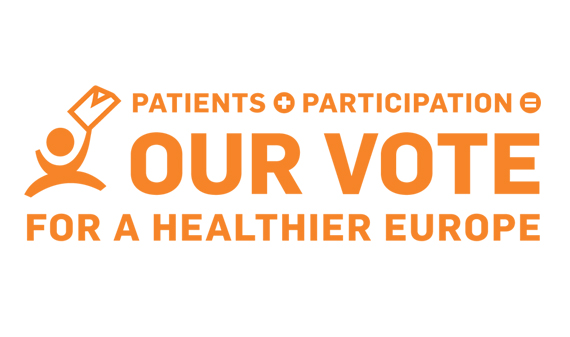 PATIENTS + PARTICIPATION =
OUR VOTE
FOR A HEALTHIER EUROPE